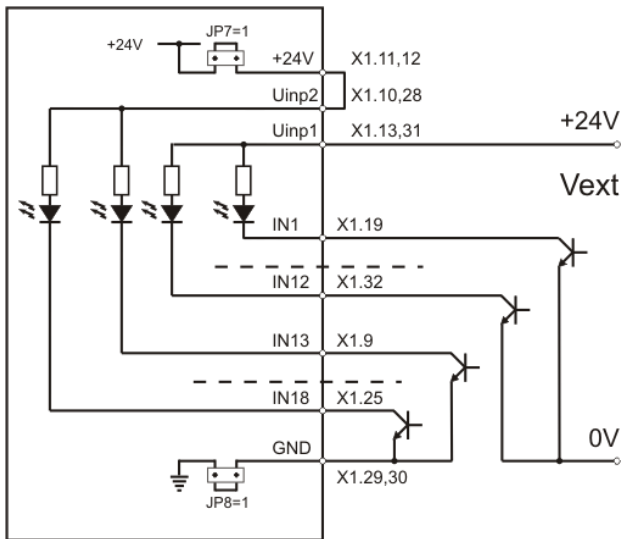 JP7=1
+24V
+24V X1.11,12
Uinp2 X1.10,28
Uinp1 X1.13,31
+24V
Vext
IN1 X1.19
IN12 X1.32
IN13 X1.9
IN18 X1.25
GND
0V
X1.29,30
JP8=1